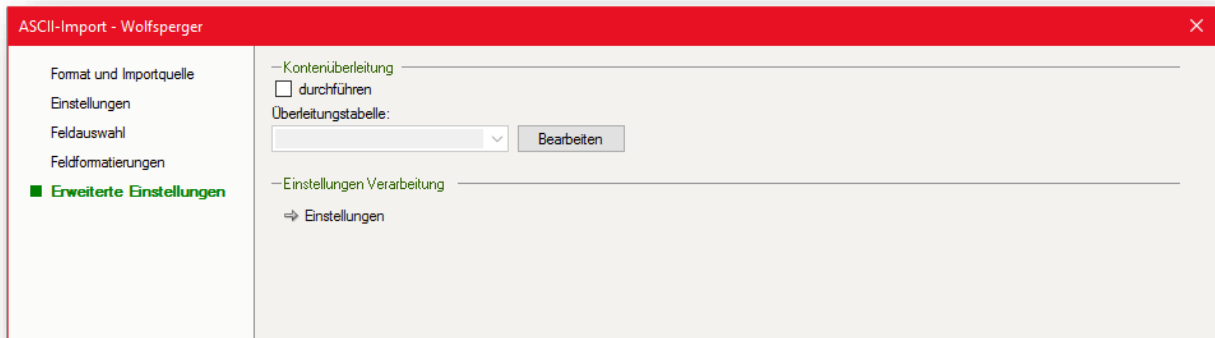 ASCII-Import - Wolfsperger
Format und Importquelle
Einstellungen
Feldauswahl
Feldformatierungen
Erweiterte Einstellungen
Kontenüberleitung
durchführen
Überleitungstabelle:
Bearbeiten
Einstellungen Verarbeitung
Einstellungen